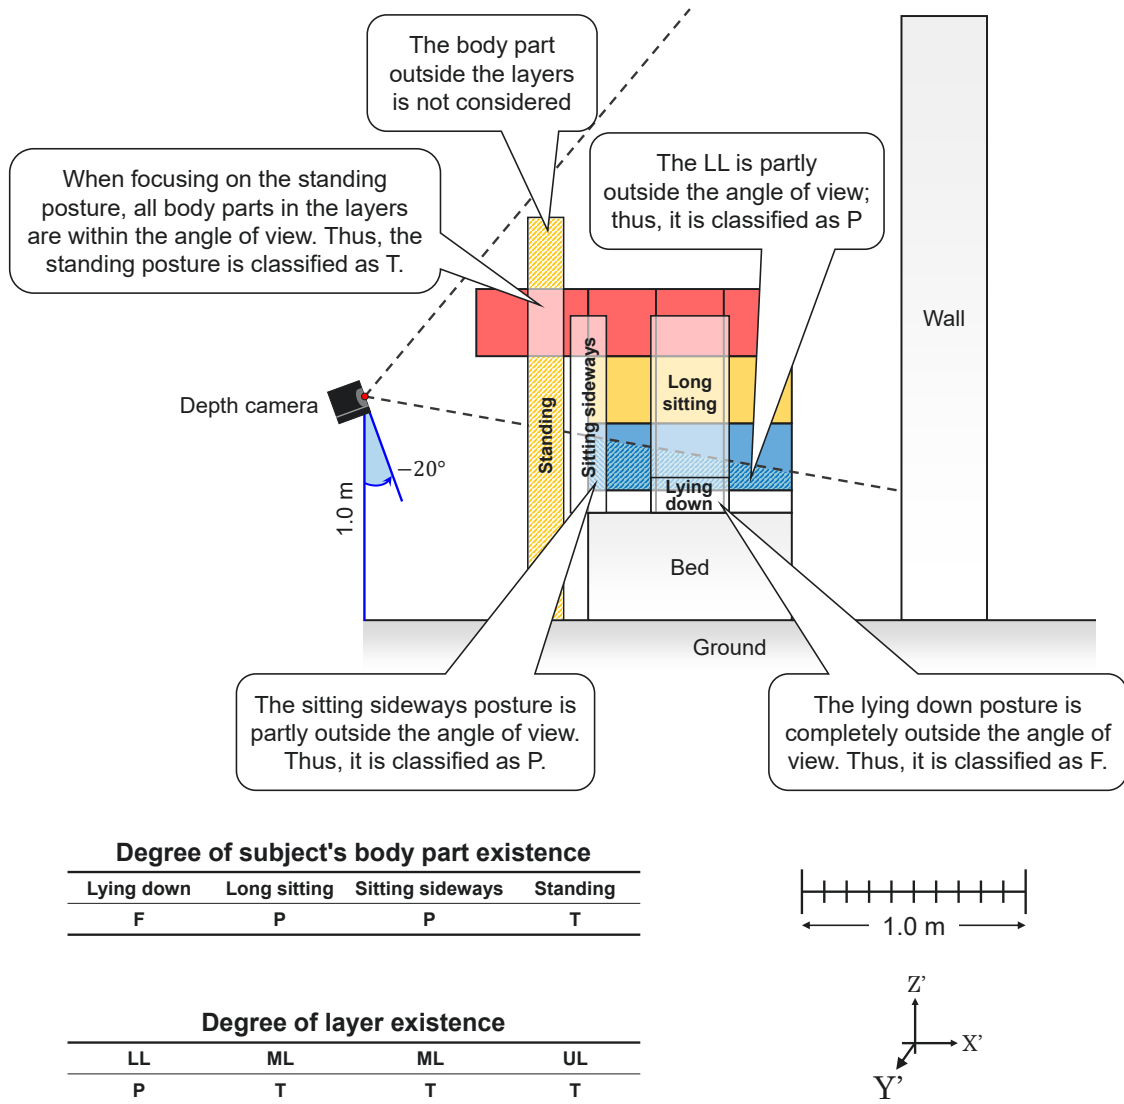 The body part
outside the layers
is not considered
When focusing on the standing
posture, all body parts in the layers
are within the angle of view. Thus, the
standing posture is classified as T.
The LL is partly
outside the angle of view;
thus, it is classified as P
Wall
Depth camera
−20°
1.0 m
Standing
Sitting sideways
Long
sitting
Lying
down
Bed
Ground
The sitting sideways posture is
partly outside the angle of view.
Thus, it is classified as P.
The lying down posture is
completely outside the angle of
view. Thus, it is classified as F.
Degree of subject's body part existence
Lying down Long sitting Sitting sideways Standing
F P P T
1.0 m
Degree of layer existence
LL ML ML UL
P T T T
Z’
X’
Y’